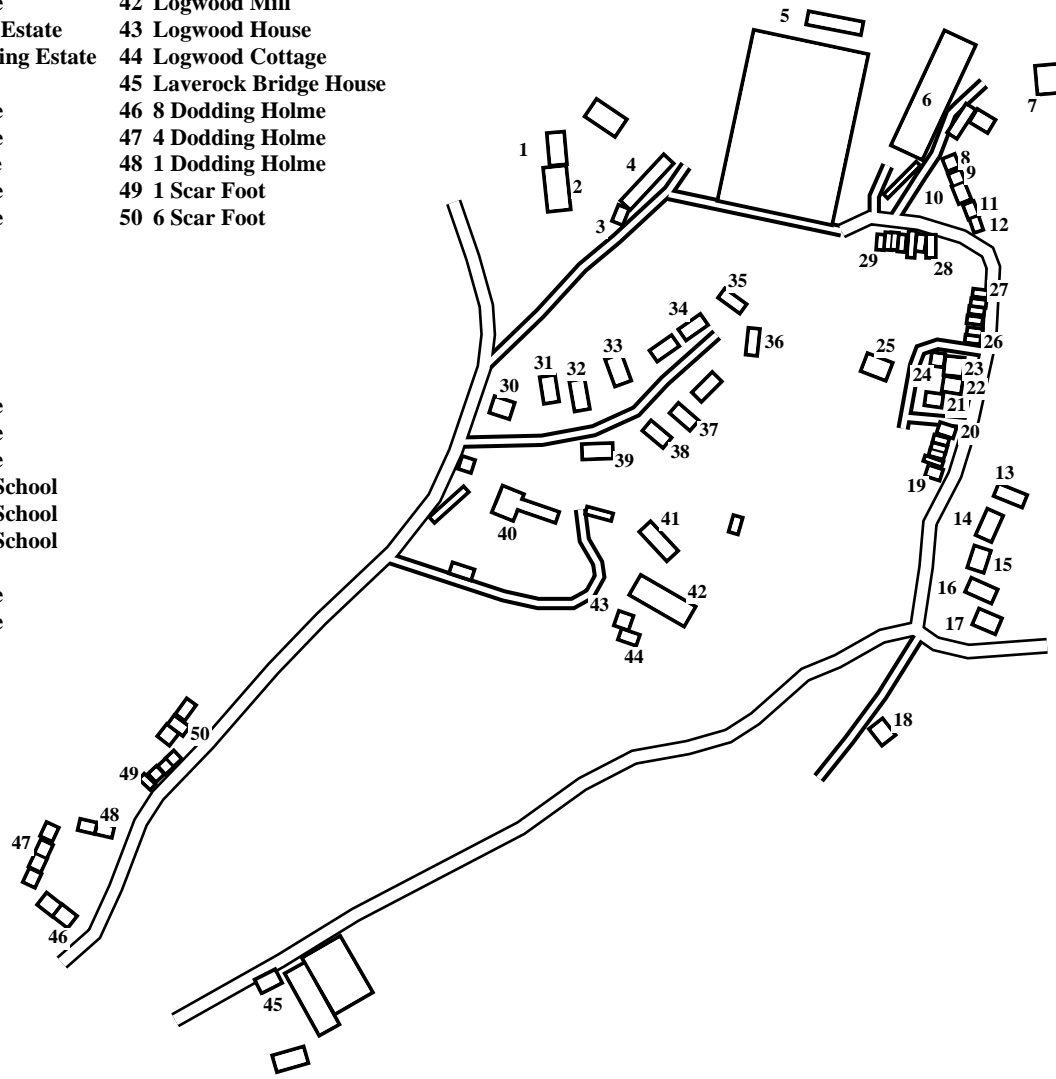 e 42 Logwood Mill
Estate 43 Logwood House
ing Estate 44 Logwood Cottage
45 Laverock Bridge House
e 46 8 Dodding Holme
e 47 4 Dodding Holme
e 48 1 Dodding Holme
e 49 1 Scar Foot
e 50 6 Scar Foot
e
e
e
School
School
School
e
e
5
6
7
1
2
4
3
8
9
10
11
12
29
28
27
26
35
34
36
33
25
24
23
22
21
20
19
30
31
32
37
38
39
40
41
13
14
15
16
17
42
43
44
18
50
49
48
47
46
45